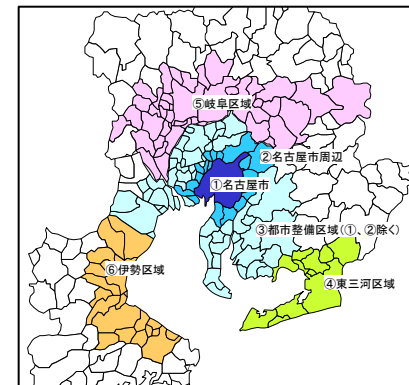 ⑤岐阜区域
②名古屋市周辺
①名古屋市
③都市整備区域(①、②除く)
⑥伊勢区域
④東三河区域